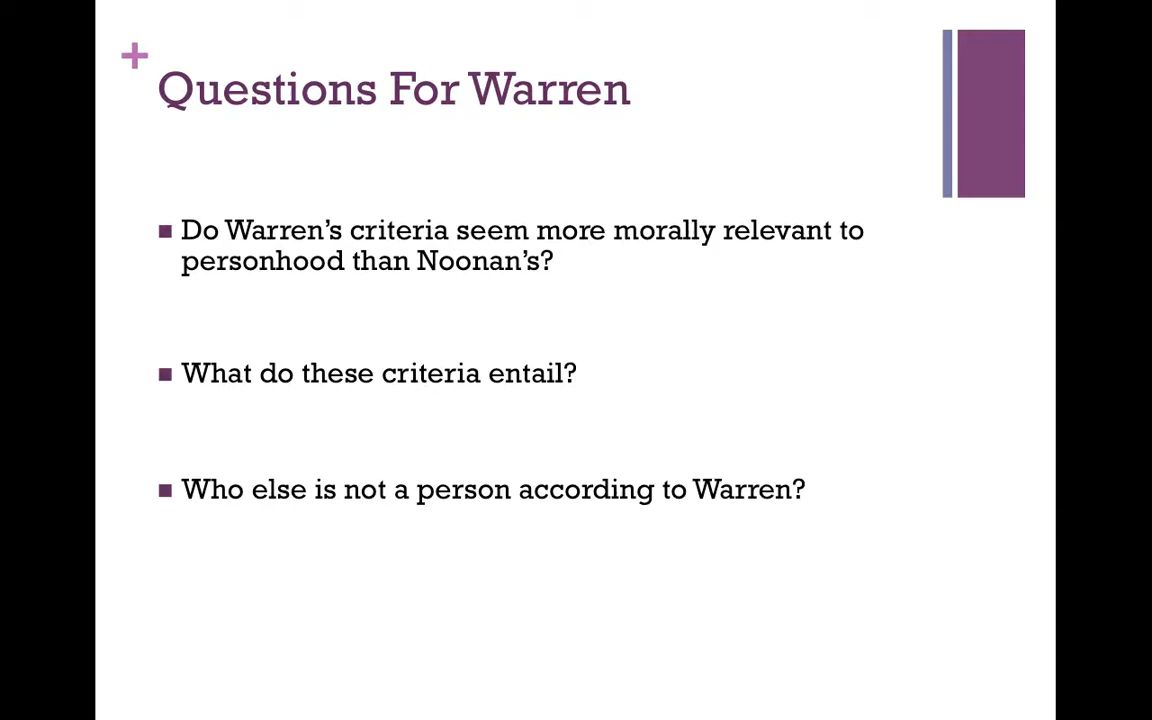 +
Questions For Warren
■ Do Warren’s criteria seem more morally relevant to
personhood than Noonan’s?
■ What do these criteria entail?
■ Who else is not a person according to Warren?